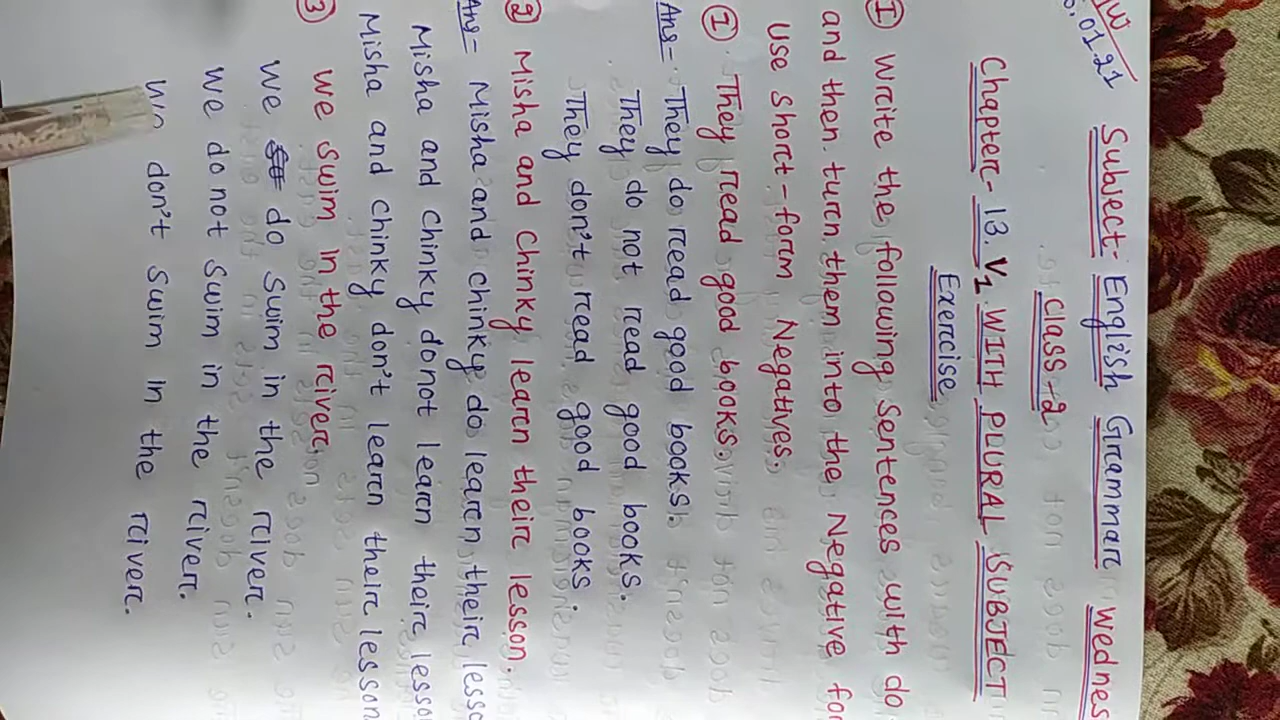 Subject- English Grammar
Class-2
Chapter- 13. V1 WITH PLURAL SUBJECT
Exercise
I Write the following sentences with do
and then turn them into the Negative
Use Short-form Negatives.
1 They read good books.
Ans= They do read good books.
They do not read good books.
They don't read good books.
2 Misha and Chinky learn their lesson.
Ans= Misha and Chinky do learn their
Misha and Chinky do not learn their
Misha and Chinky don't learn their lesson
3 We swim in the river.
We do swim in the river.
We do not swim in the river.
We don't swim in the river.